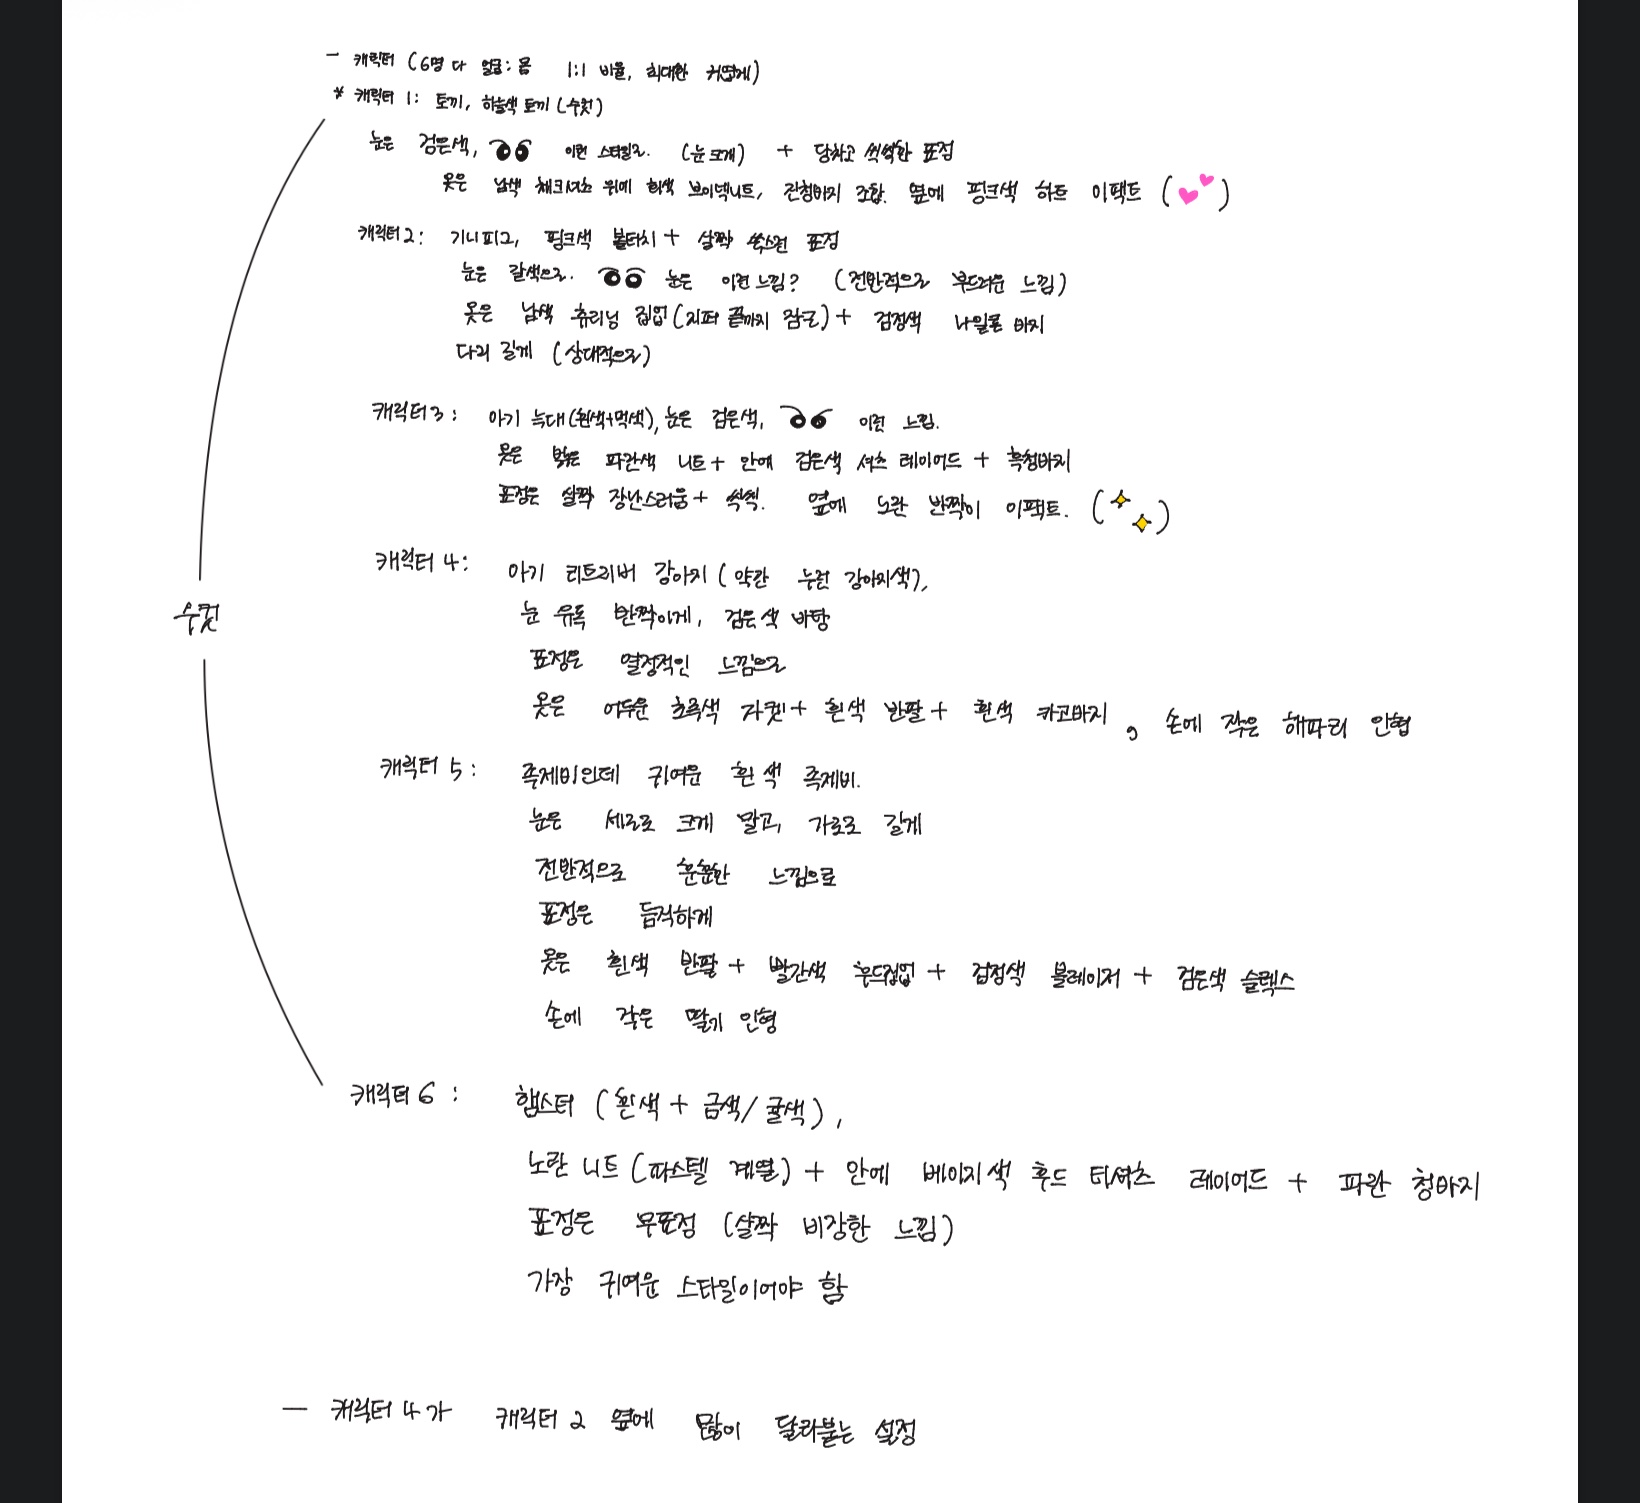 - 캐릭터 (6명 다 얼굴:몸 1:1 비율, 최대한 귀엽게)
* 캐릭터 1: 토끼, 하늘색 토끼 (수컷)
눈은 검은색, 이런 스타일로. (눈 크게) + 당차고 씩씩한 표정
옷은 남색 체크셔츠 위에 흰색 브이넥니트, 진청바지 조합. 옆에 핑크색 하트 이팩트 (💕)
캐릭터 2: 기니피그, 핑크색 볼터치 + 살짝 쑥스런 표정
눈은 갈색으로. 눈은 이런 느낌? (전반적으로 부드러운 느낌)
옷은 남색 츄리닝 집업 (지퍼 끝까지 잠금) + 검정색 나일론 바지
다리 길게 (상대적으로)
캐릭터 3: 아기 늑대 (흰색+먹색), 눈은 검은색, 이런 느낌.
옷은 밝은 파란색 니트 + 안에 검은색 셔츠 레이어드 + 흑청바지
표정은 살짝 장난스러움 + 씩씩. 옆에 노란 반짝이 이팩트. (✨)
캐릭터 4: 아기 리트리버 강아지 (약간 누런 강아지색),
눈 유독 반짝이게, 검은색 바탕
표정은 열정적인 느낌으로
수컷
옷은 어두운 초록색 자켓 + 흰색 반팔 + 흰색 카고바지, 손에 작은 해파리 인형
캐릭터 5: 족제비인데 귀여운 흰색 족제비.
눈은 세로로 크게 말고, 가로로 길게
전반적으로 훈훈한 느낌으로
표정은 듬직하게
옷은 흰색 반팔 + 빨간색 후드집업 + 검정색 블레이저 + 검은색 슬랙스
손에 작은 딸기 인형
캐릭터 6: 햄스터 (흰색 + 금색/귤색),
노란 니트 (파스텔 계열) + 안에 베이지색 후드 티셔츠 레이어드 + 파란 청바지
표정은 무표정 (살짝 비장한 느낌)
가장 귀여운 스타일이어야 함
- 캐릭터 4가 캐릭터 2 옆에 많이 달라붙는 설정